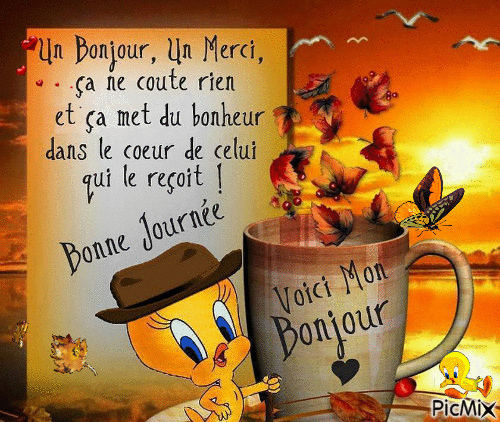 Un Bonjour, Un Merci,
ça ne coute rien
et ça met du bonheur
dans le coeur de celui
qui le reçoit !
Bonne Journée
Voici Mon
Bonjour
PicMix